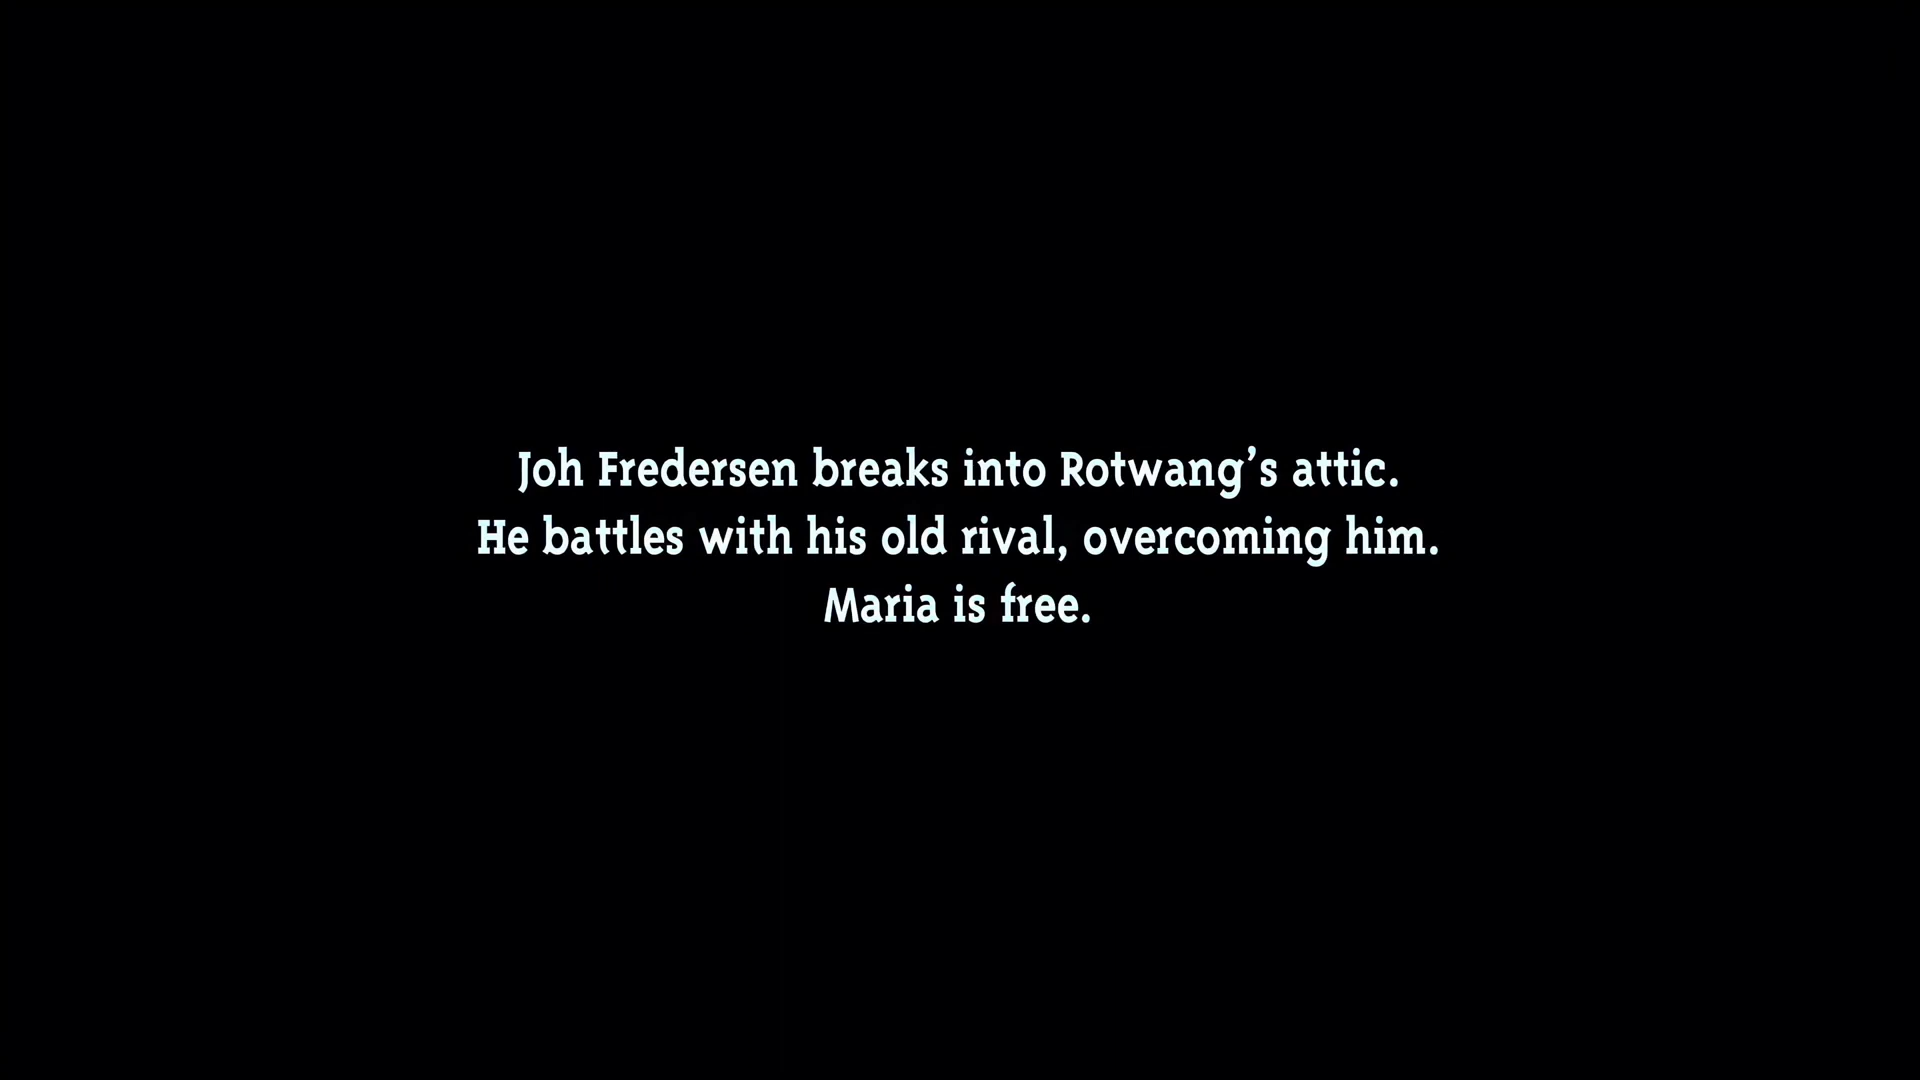 Joh Fredersen breaks into Rotwang’s attic.
He battles with his old rival, overcoming him.
Maria is free.